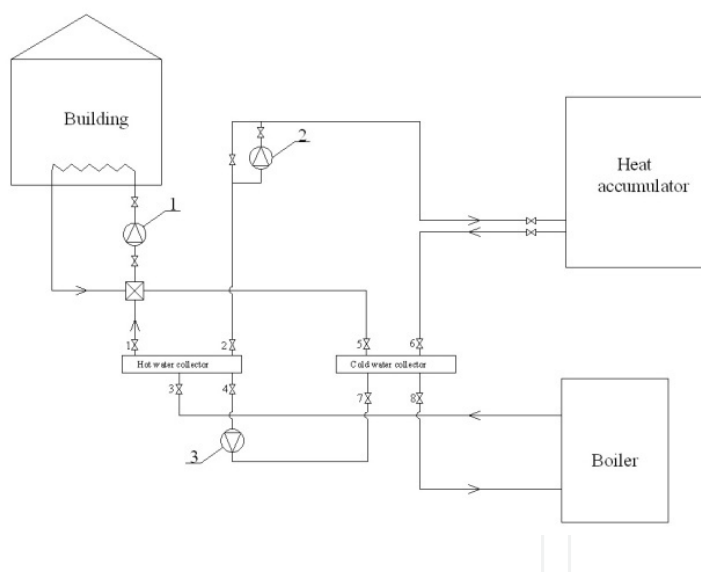 Building
2
Heat
accumulator
1
1
2
5
6
Hot water collector
Cold water collector
3
4
7
8
3
Boiler